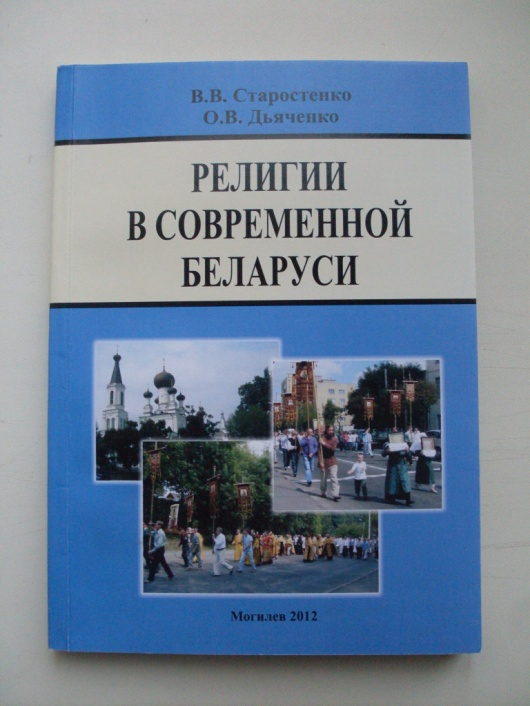 В.В. Старостенко
О.В. Дьяченко
РЕЛИГИИ
В СОВРЕМЕННОЙ
БЕЛАРУСИ
Могилев 2012